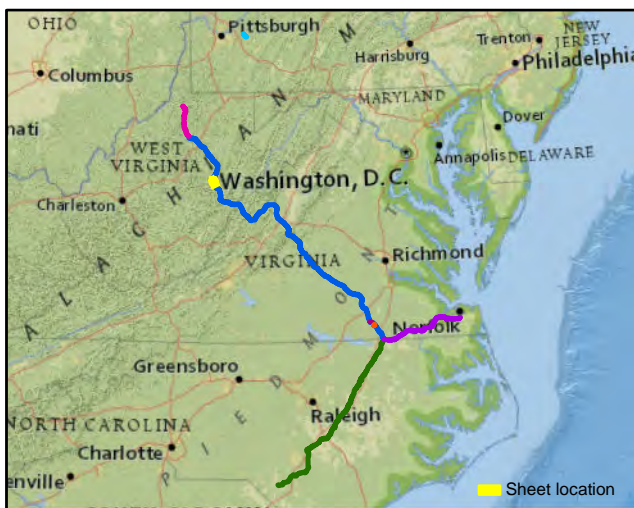 OHIO
Pittsburgh
NEW
JERSEY
Trenton
Harrisburg
Philadelphia
Columbus
MARYLAND
Dover
nati
WEST
VIRGINIA
Annapolis
DELAWARE
Washington, D.C.
Charleston
A P P A L A C H I A N M
Richmond
VIRGINIA
Norfolk
P I E D M O N T
Greensboro
Raleigh
NORTH CAROLINA
Charlotte
enville
Sheet location